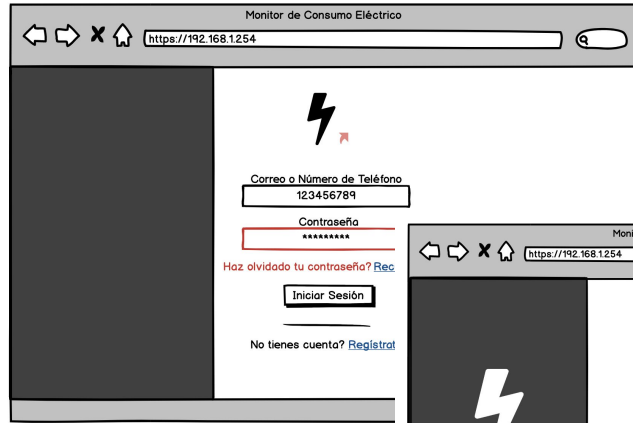 Monitor de Consumo Eléctrico
https://192.168.1.254
Correo o Número de Teléfono
123456789
Contraseña
*********
Haz olvidado tu contraseña? Rec
Iniciar Sesión
No tienes cuenta? Regístrat
Moni
https://192.168.1.254